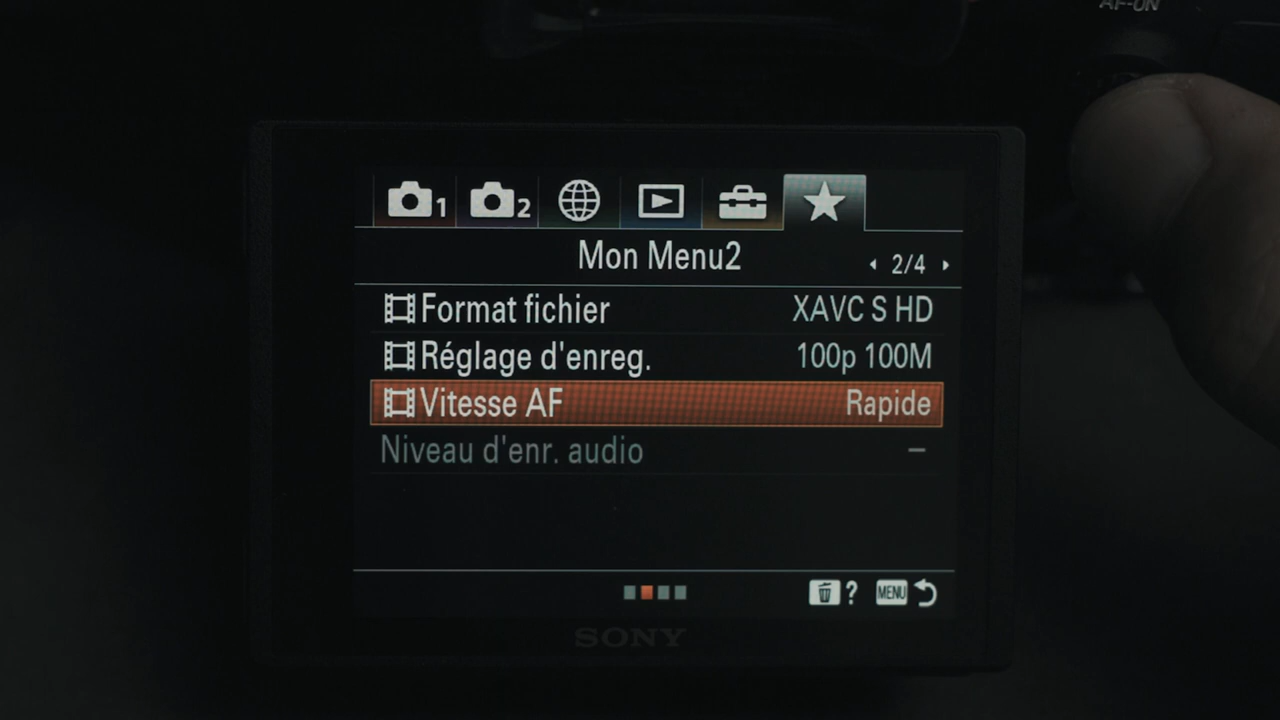 AF-ON
1 2
Mon Menu2 2/4
Format fichier XAVC S HD
Réglage d'enreg. 100p 100M
Vitesse AF Rapide
Niveau d'enr. audio –
? MENU
SONY